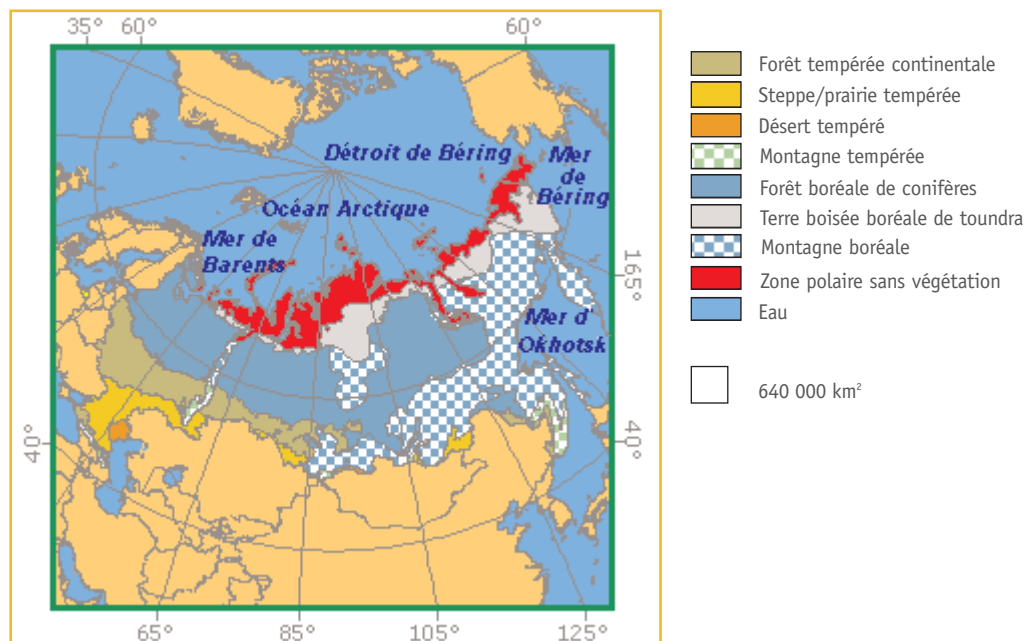 35° 60° 60°
Détroit de Béring
Mer
de
Béring
Océan Arctique
Mer de
Barents
165°
Mer d'
Okhotsk
40°
40°
65° 85° 105° 125°
Forêt tempérée continentale
Steppe/prairie tempérée
Désert tempéré
Montagne tempérée
Forêt boréale de conifères
Terre boisée boréale de toundra
Montagne boréale
Zone polaire sans végétation
Eau
640 000 km²